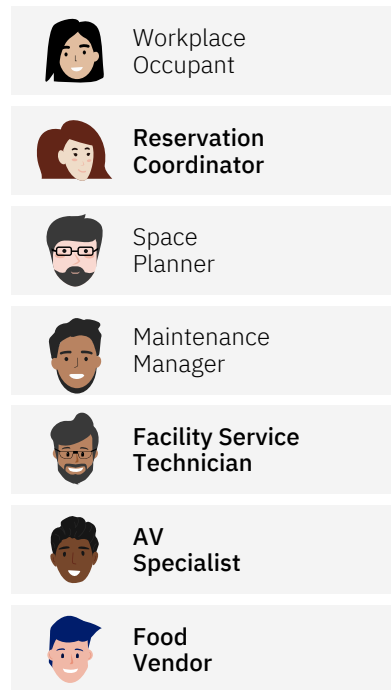 Workplace
Occupant
Reservation
Coordinator
Space
Planner
Maintenance
Manager
Facility Service
Technician
AV
Specialist
Food
Vendor